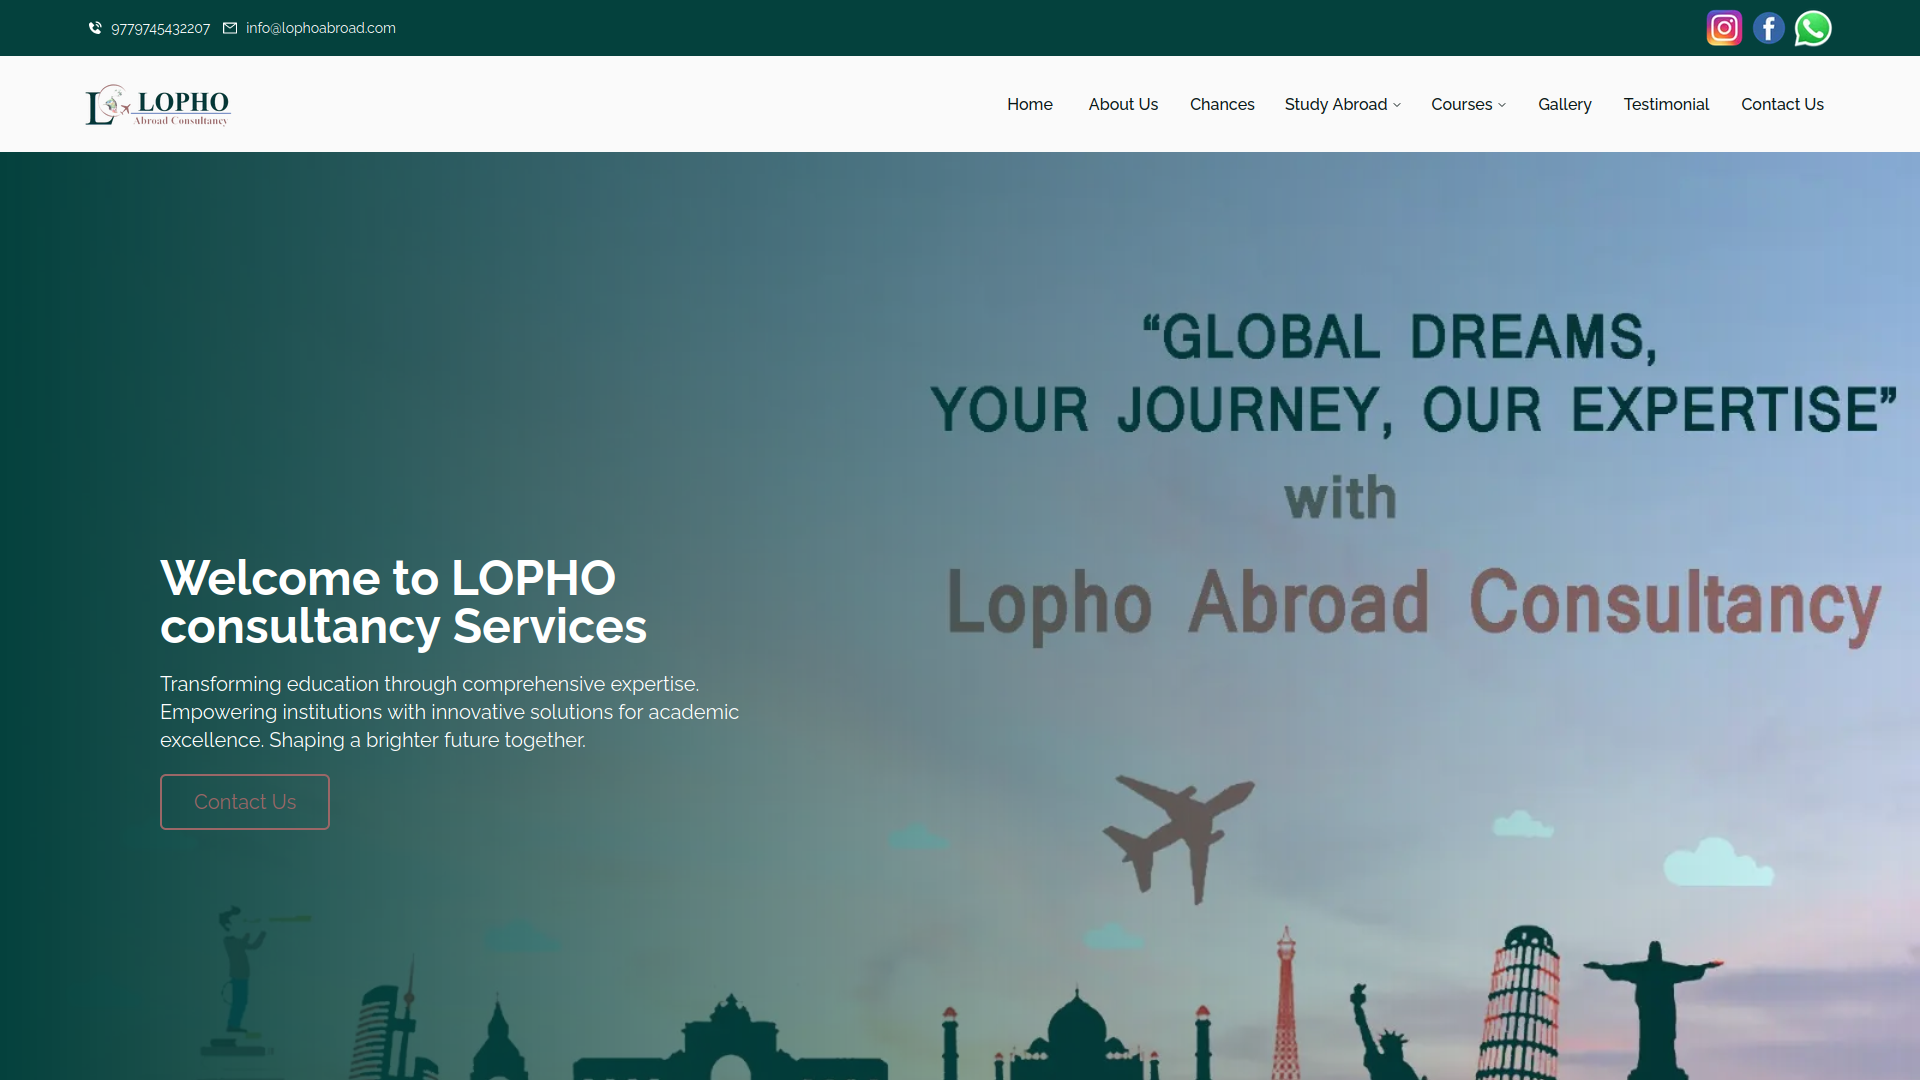 9779745432207 info@lophoabroad.com
L LOPHO
Abroad Consultancy
Home About Us Chances Study Abroad Courses Gallery Testimonial Contact Us
“GLOBAL DREAMS,
YOUR JOURNEY, OUR EXPERTISE”
with
Lopho Abroad Consultancy
Welcome to LOPHO
consultancy Services
Transforming education through comprehensive expertise.
Empowering institutions with innovative solutions for academic
excellence. Shaping a brighter future together.
Contact Us